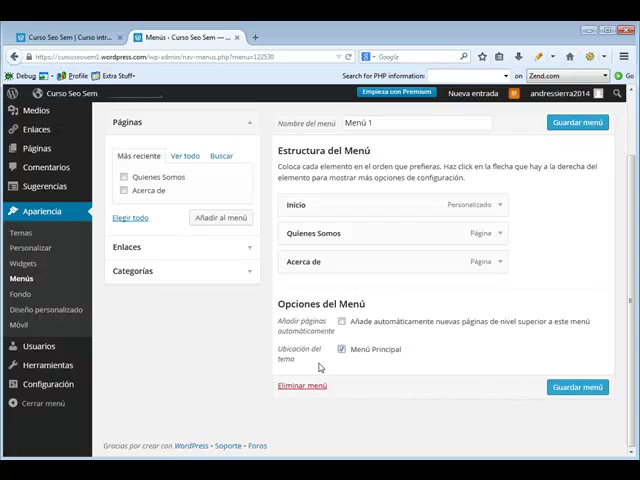 Curso Seo Sem | Curso intr...
Menús ‹ Curso Seo Sem —...
https://cursoseosem1.wordpress.com/wp-admin/nav-menus.php?menu=122530
Google
Debug
Profile
Extra Stuff
Search for PHP information:
Zend.com
Go
Curso Seo Sem
Empieza con Premium
Nueva entrada
andressierra2014
Medios
Enlaces
Páginas
Comentarios
Sugerencias
Apariencia
Temas
Personalizar
Widgets
Menús
Fondo
Diseño personalizado
Móvil
Usuarios
Herramientas
Configuración
Cerrar menú
Páginas
Más reciente
Ver todo
Buscar
Quienes Somos
Acerca de
Elegir todo
Añadir al menú
Enlaces
Categorías
Nombre del menú
Menú 1
Guardar menú
Estructura del Menú
Coloca cada elemento en el orden que prefieras. Haz click en la flecha que hay a la derecha del
elemento para mostrar más opciones de configuración.
Inicio Personalizado
Quienes Somos Página
Acerca de Página
Opciones del Menú
Añadir páginas
automáticamente
Añade automáticamente nuevas páginas de nivel superior a este menú
Ubicación del
tema
Menú Principal
Eliminar menú
Guardar menú
Gracias por crear con WordPress • Soporte • Foros